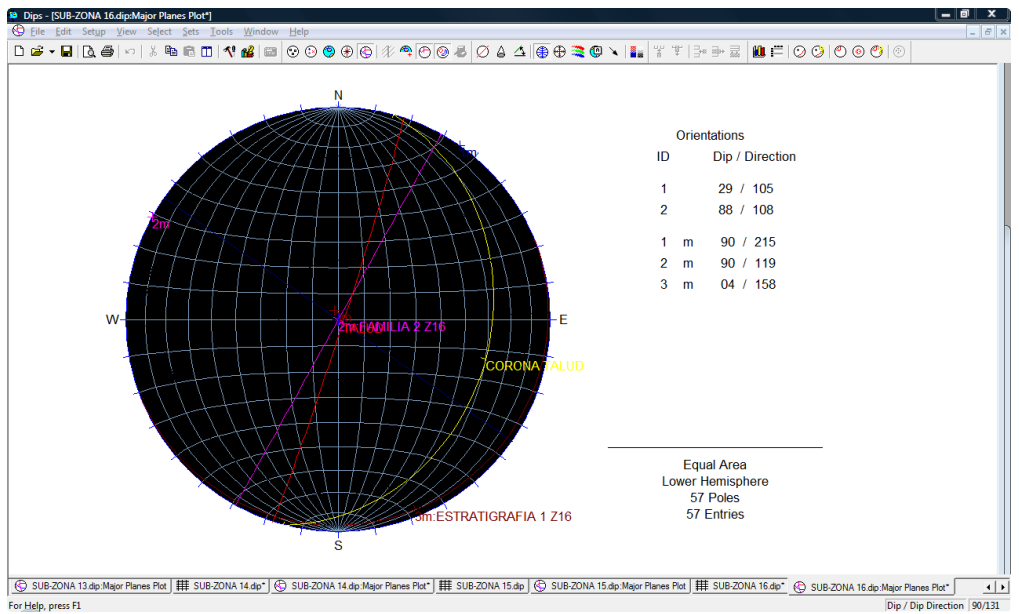 Dips - [SUB-ZONA 16.dip:Major Planes Plot*]
File Edit Setup View Select Sets Tools Window Help
N
Orientations
ID Dip / Direction
1 29 / 105
2 88 / 108
1 m 90 / 215
2 m 90 / 119
3 m 04 / 158
2m
W
E
FAMILIA 2 Z16
CORONA TALUD
3m:ESTRATIGRAFIA 1 Z16
S
Equal Area
Lower Hemisphere
57 Poles
57 Entries
SUB-ZONA 13.dip:Major Planes Plot SUB-ZONA 14.dip* SUB-ZONA 14.dip:Major Planes Plot* SUB-ZONA 15.dip SUB-ZONA 15.dip:Major Planes Plot SUB-ZONA 16.dip* SUB-ZONA 16.dip:Major Planes Plot*
For Help, press F1 Dip / Dip Direction 90/131